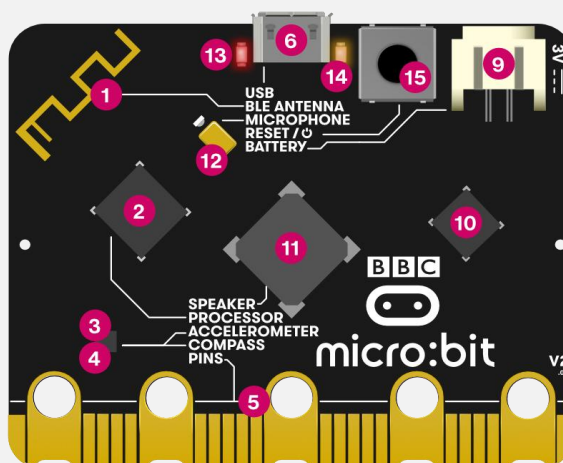 13
6
14
15
9
3V
1
USB
BLE ANTENNA
MICROPHONE
RESET /
BATTERY
12
2
11
10
BBC
micro:bit
SPEAKER
PROCESSOR
ACCELEROMETER
COMPASS
PINS
3
4
V2
5